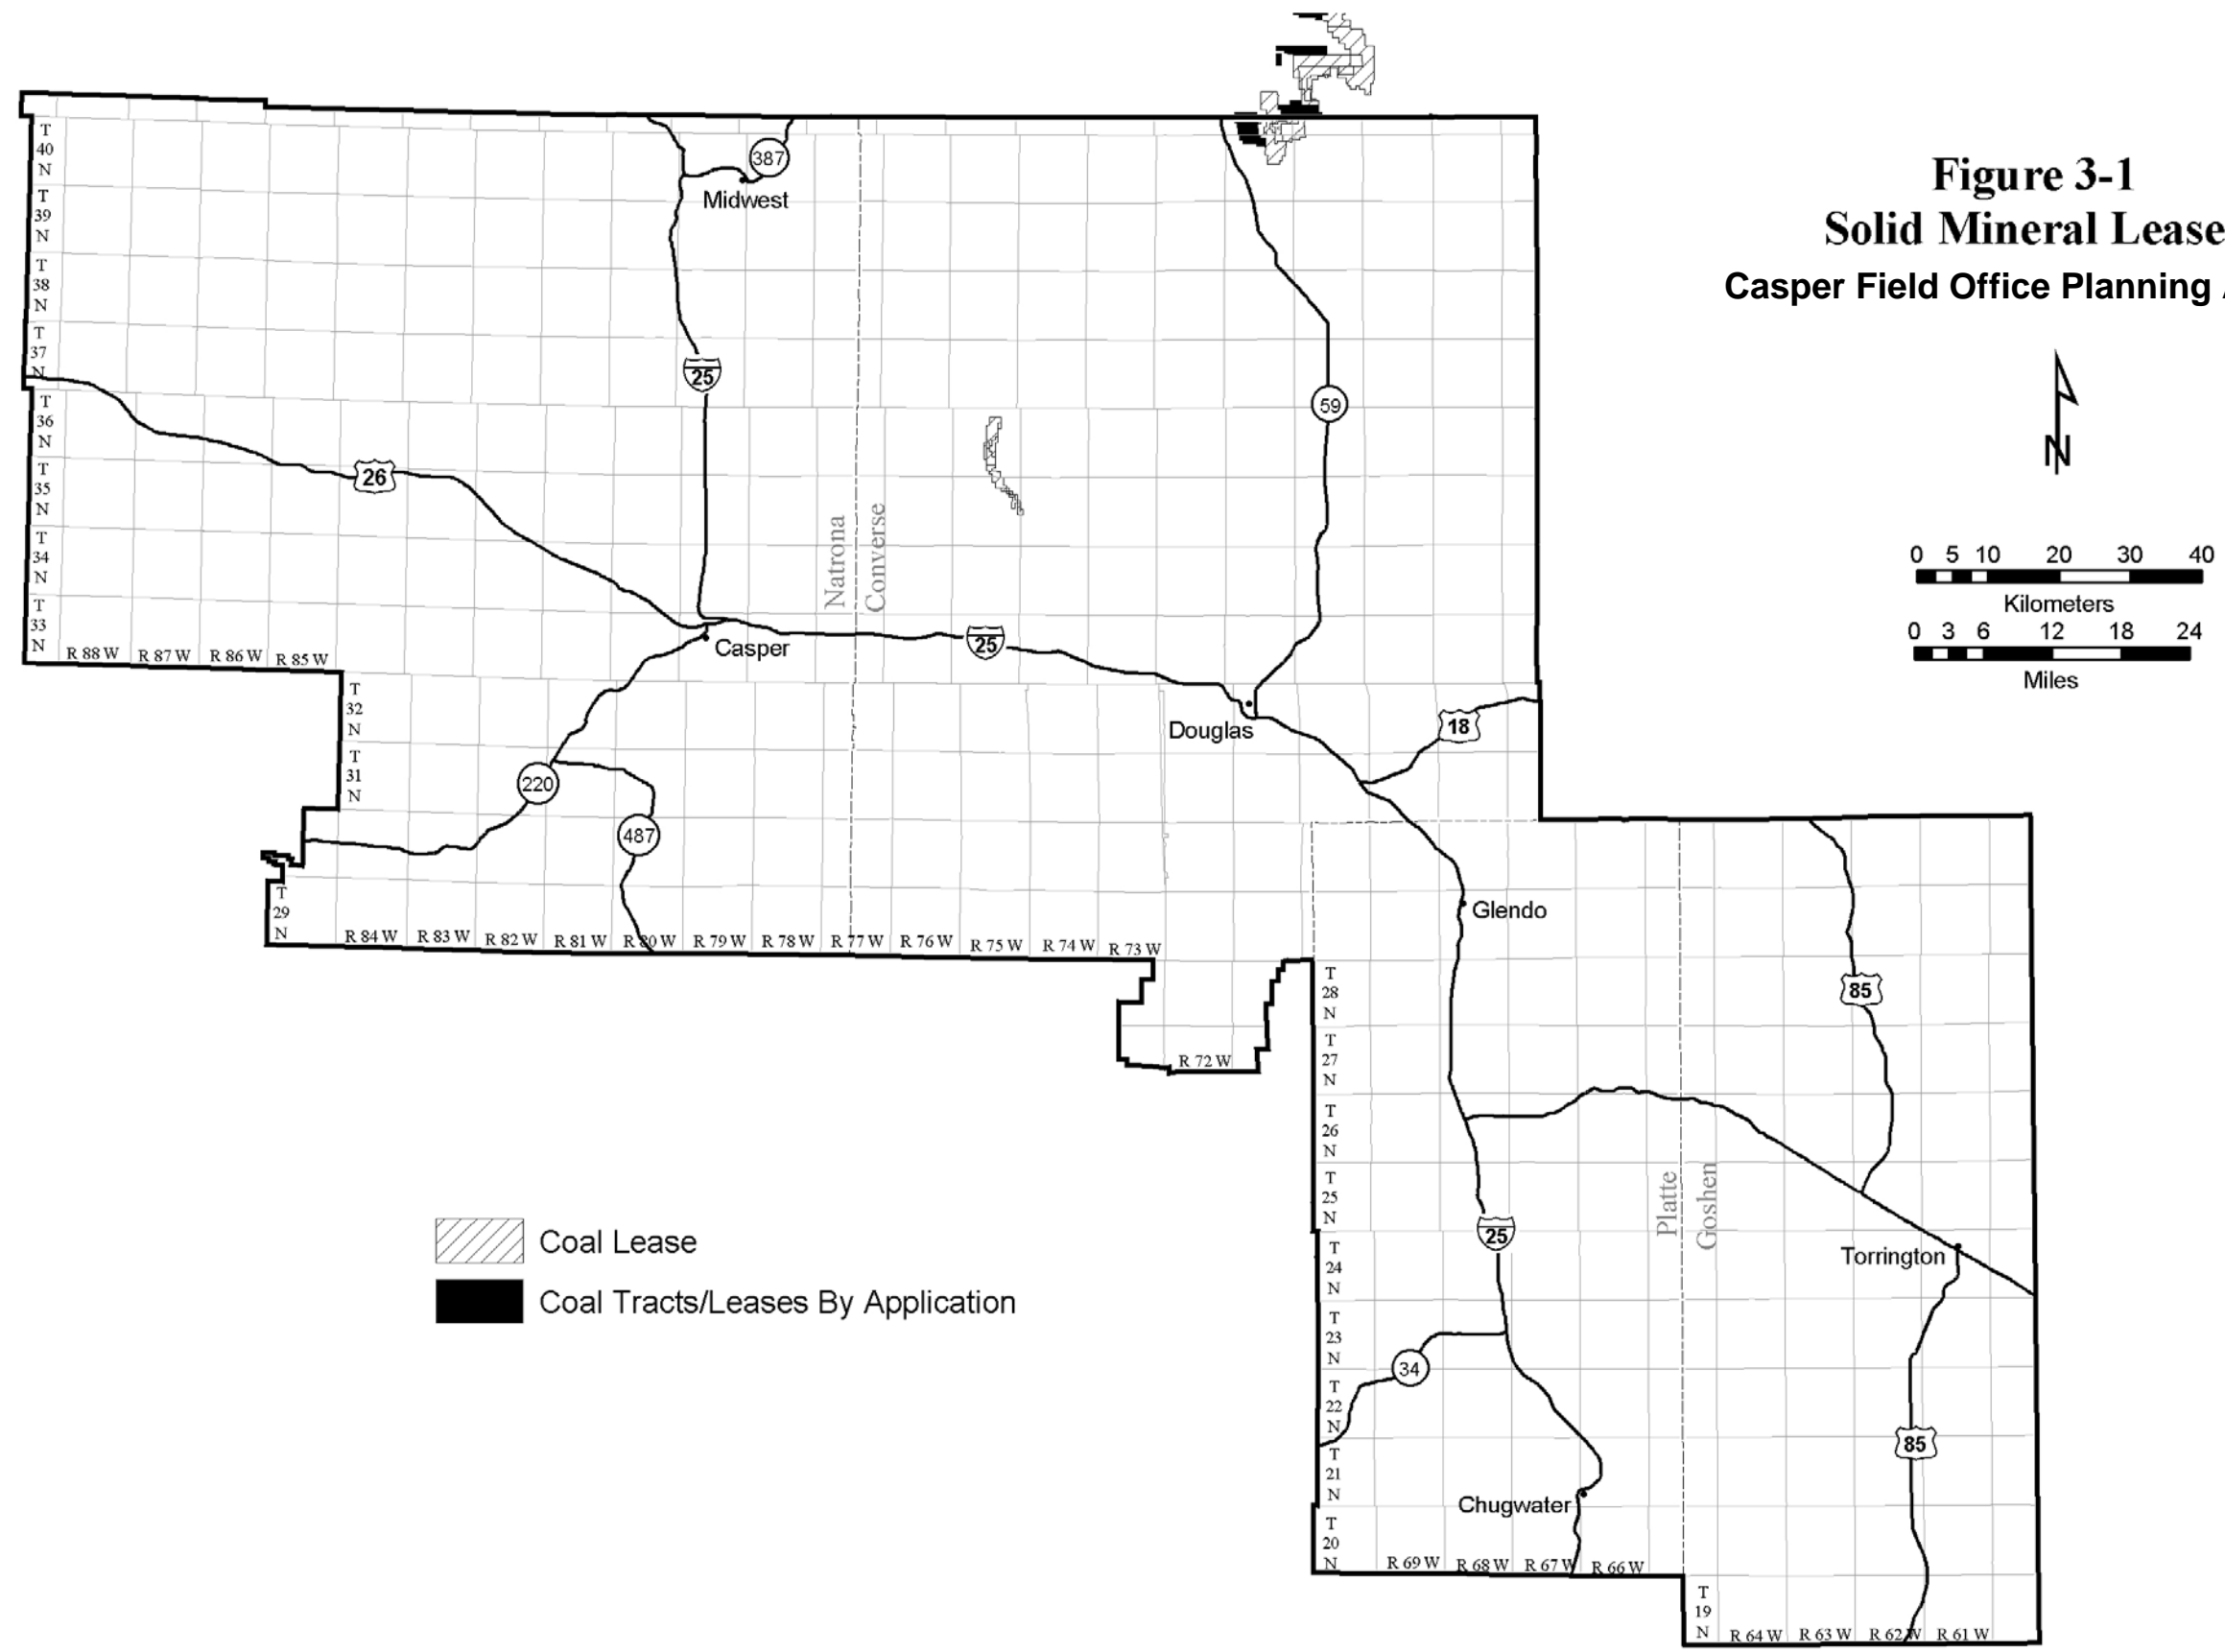 Figure 3-1
Solid Mineral Lease
Casper Field Office Planning
N
0 5 10 20 30 40
Kilometers
0 3 6 12 18 24
Miles
T
40
N
T
39
N
T
38
N
T
37
N
T
36
N
T
35
N
T
34
N
T
33
N
R 88 W R 87 W R 86 W R 85 W
387
Midwest
25
59
26
Natrona
Converse
Casper
25
T
32
N
T
31
N
Douglas
18
220
487
T
29
N
R 84 W R 83 W R 82 W R 81 W R 80 W R 79 W R 78 W R 77 W R 76 W R 75 W R 74 W R 73 W
Glendo
R 72 W
T
28
N
T
27
N
T
26
N
T
25
N
T
24
N
T
23
N
T
22
N
T
21
N
T
20
N
85
Platte
Goshen
25
Torrington
34
85
Chugwater
R 69 W R 68 W R 67 W R 66 W
T
19
N
R 64 W R 63 W R 62 W R 61 W
Coal Lease
Coal Tracts/Leases By Application